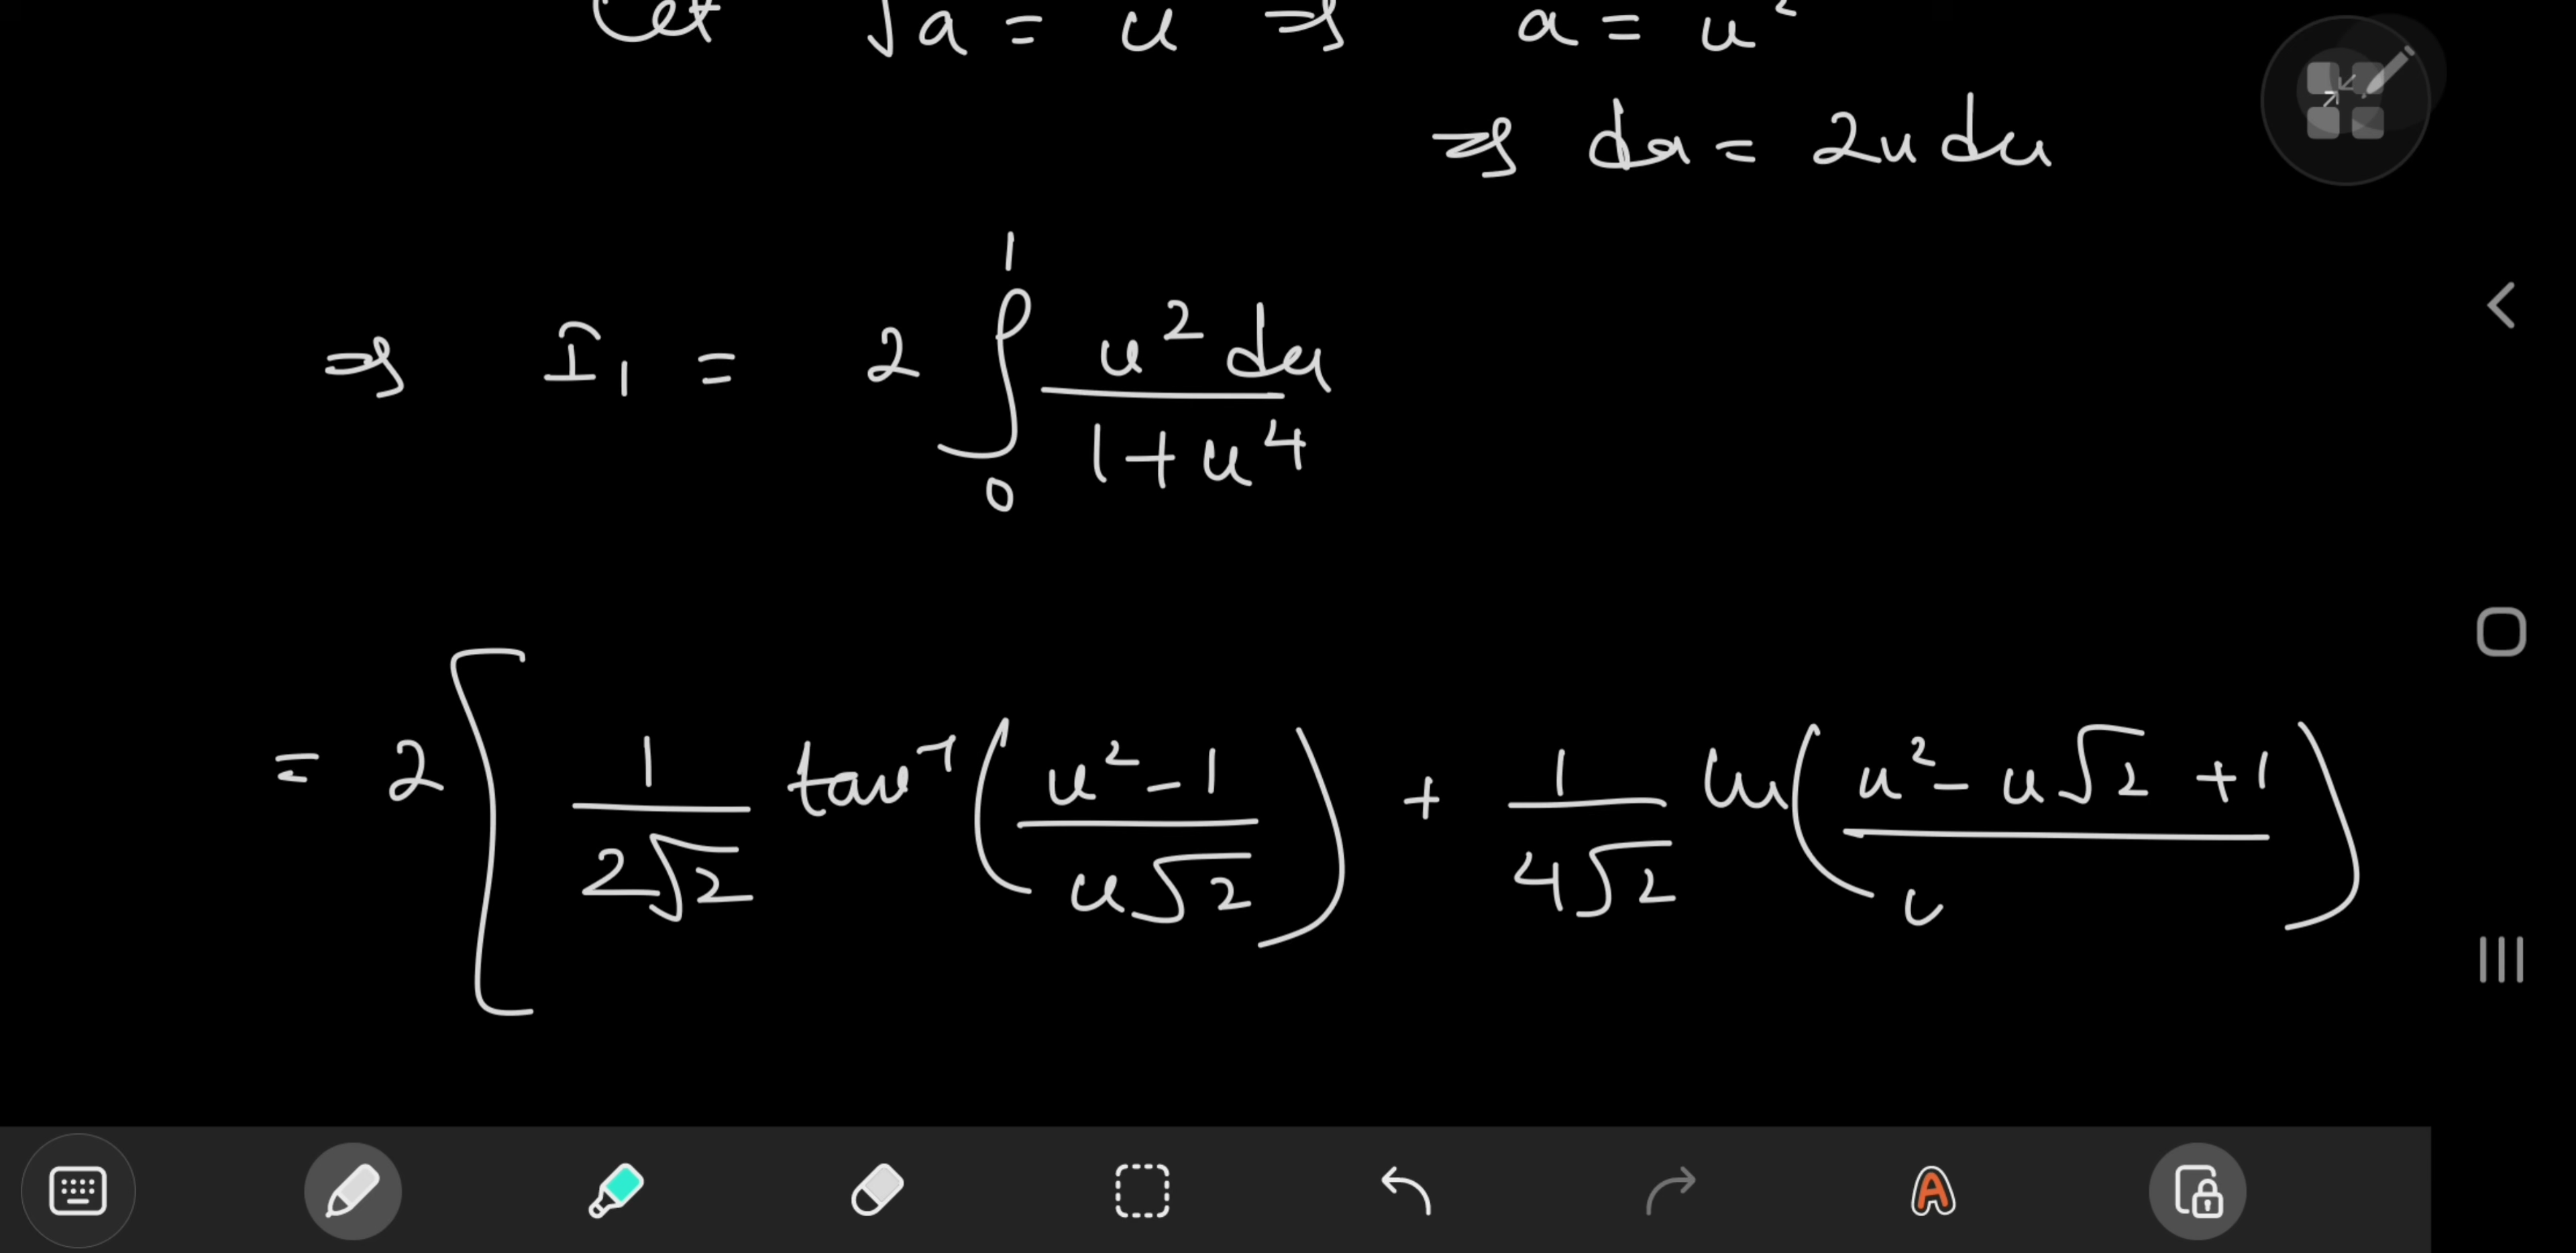 Let √a = u ⇒ a = u²
⇒ da = 2u du
⇒ I₁ = 2 ∫₀¹ u² du / (1+u⁴)
= 2 [ 1/(2√2) tan⁻¹( (u²-1) / (u√2) ) + 1/(4√2) ln( (u² - u√2 + 1) / u
A